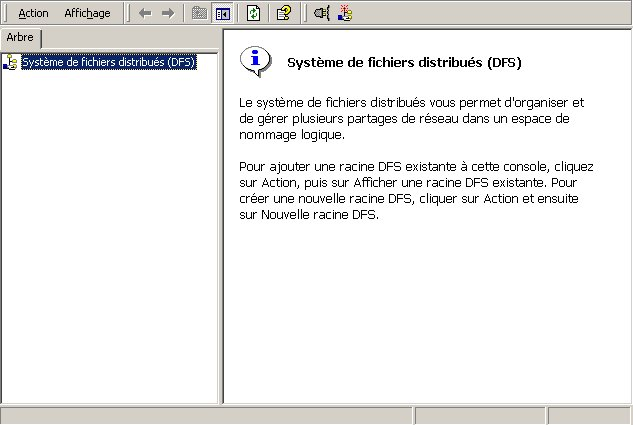 Action Affichage
Arbre
Système de fichiers distribués (DFS)
Système de fichiers distribués (DFS)
Le système de fichiers distribués vous permet d'organiser et
de gérer plusieurs partages de réseau dans un espace de
nommage logique.
Pour ajouter une racine DFS existante à cette console, cliquez
sur Action, puis sur Afficher une racine DFS existante. Pour
créer une nouvelle racine DFS, cliquer sur Action et ensuite
sur Nouvelle racine DFS.